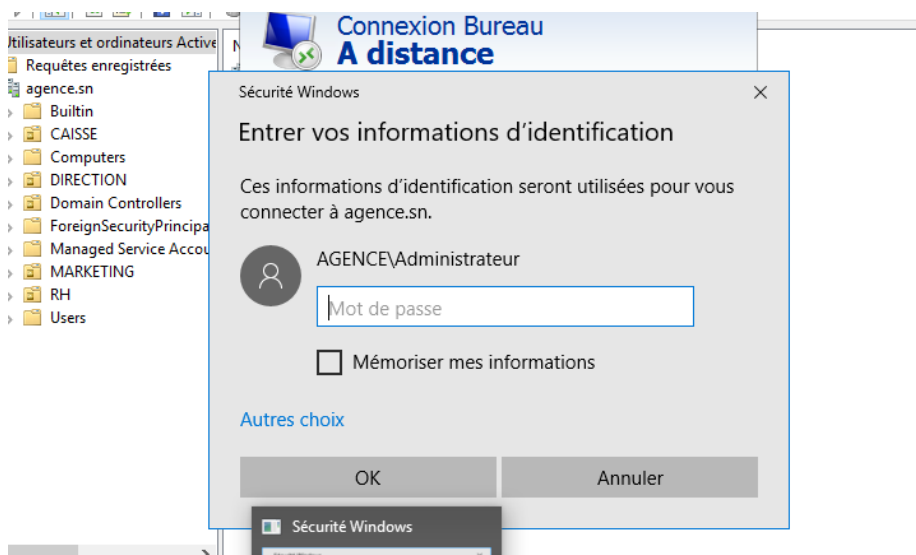 Utilisateurs et ordinateurs Active
Requêtes enregistrées
agence.sn
Builtin
CAISSE
Computers
DIRECTION
Domain Controllers
ForeignSecurityPrincipa
Managed Service Accou
MARKETING
RH
Users
N
Connexion Bureau
A distance
Sécurité Windows
Entrer vos informations d’identification
Ces informations d’identification seront utilisées pour vous
connecter à agence.sn.
AGENCE\Administrateur
Mot de passe
Mémoriser mes informations
Autres choix
OK
Annuler
Sécurité Windows